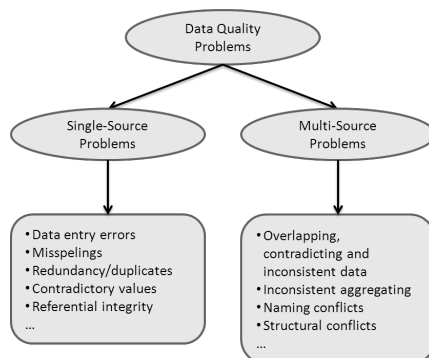 Data Quality
Problems
Single-Source
Problems
Multi-Source
Problems
• Data entry errors
• Misspelings
• Redundancy/duplicates
• Contradictory values
• Referential integrity
...
• Overlapping,
contradicting and
inconsistent data
• Inconsistent aggregating
• Naming conflicts
• Structural conflicts
...